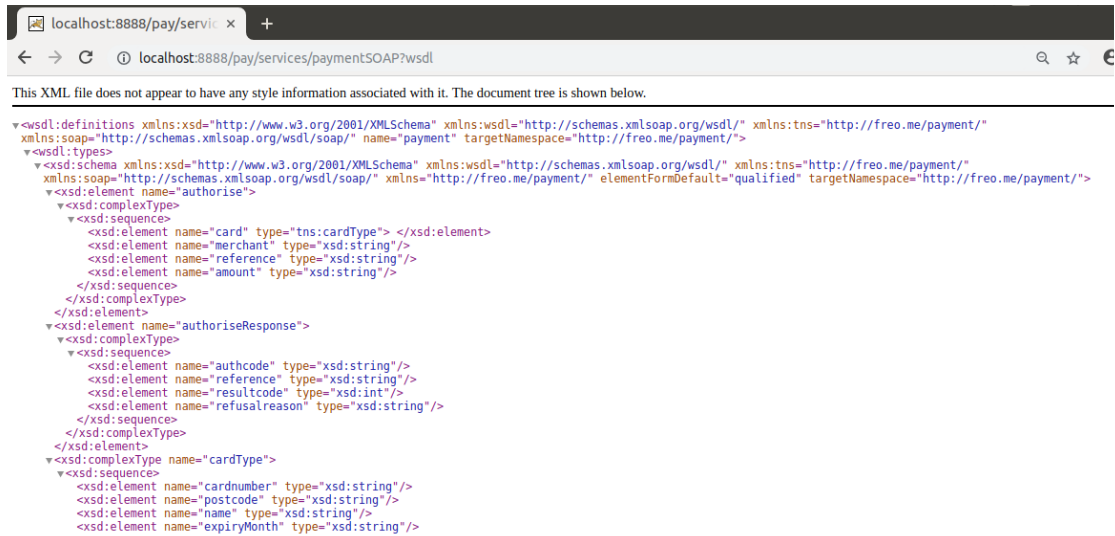 localhost:8888/pay/servic × +
localhost:8888/pay/services/paymentSOAP?wsdl
This XML file does not appear to have any style information associated with it. The document tree is shown below.
▼<wsdl:definitions xmlns:xsd="http://www.w3.org/2001/XMLSchema" xmlns:wsdl="http://schemas.xmlsoap.org/wsdl/" xmlns:tns="http://freo.me/payment/"
xmlns:soap="http://schemas.xmlsoap.org/wsdl/soap/" name="payment" targetNamespace="http://freo.me/payment/">
▼<wsdl:types>
▼<xsd:schema xmlns:xsd="http://www.w3.org/2001/XMLSchema" xmlns:wsdl="http://schemas.xmlsoap.org/wsdl/" xmlns:tns="http://freo.me/payment/"
xmlns:soap="http://schemas.xmlsoap.org/wsdl/soap/" xmlns="http://freo.me/payment/" elementFormDefault="qualified" targetNamespace="http://freo.me/payment/">
▼<xsd:element name="authorise">
▼<xsd:complexType>
▼<xsd:sequence>
<xsd:element name="card" type="tns:cardType"> </xsd:element>
<xsd:element name="merchant" type="xsd:string"/>
<xsd:element name="reference" type="xsd:string"/>
<xsd:element name="amount" type="xsd:string"/>
</xsd:sequence>
</xsd:complexType>
</xsd:element>
▼<xsd:element name="authoriseResponse">
▼<xsd:complexType>
▼<xsd:sequence>
<xsd:element name="authcode" type="xsd:string"/>
<xsd:element name="reference" type="xsd:string"/>
<xsd:element name="resultcode" type="xsd:int"/>
<xsd:element name="refusalreason" type="xsd:string"/>
</xsd:sequence>
</xsd:complexType>
</xsd:element>
▼<xsd:complexType name="cardType">
▼<xsd:sequence>
<xsd:element name="cardnumber" type="xsd:string"/>
<xsd:element name="postcode" type="xsd:string"/>
<xsd:element name="name" type="xsd:string"/>
<xsd:element name="expiryMonth" type="xsd:string"/>